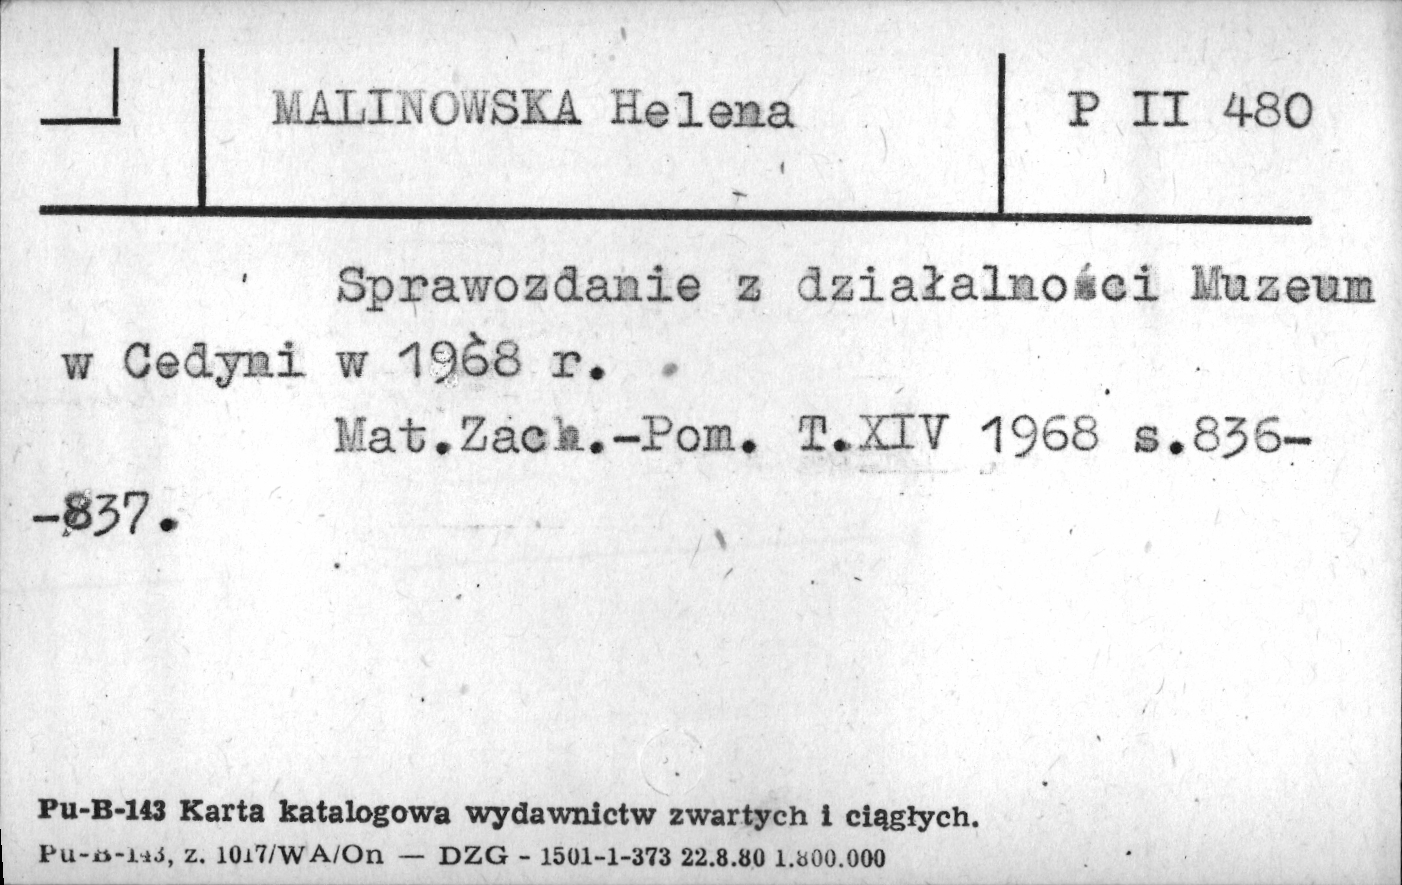 MALINOWSKA Helena
P II 480
Sprawozdanie z działalności Muzeum
w Cedyni w 1968 r.
Mat.Zach.-Pom. T.XIV 1968 s.836-
-837.
Pu-B-143 Karta katalogowa wydawnictw zwartych i ciągłych.
Pu-B-143, z. 1017/WA/On — DZG - 1501-1-373 22.8.80 1.800.000